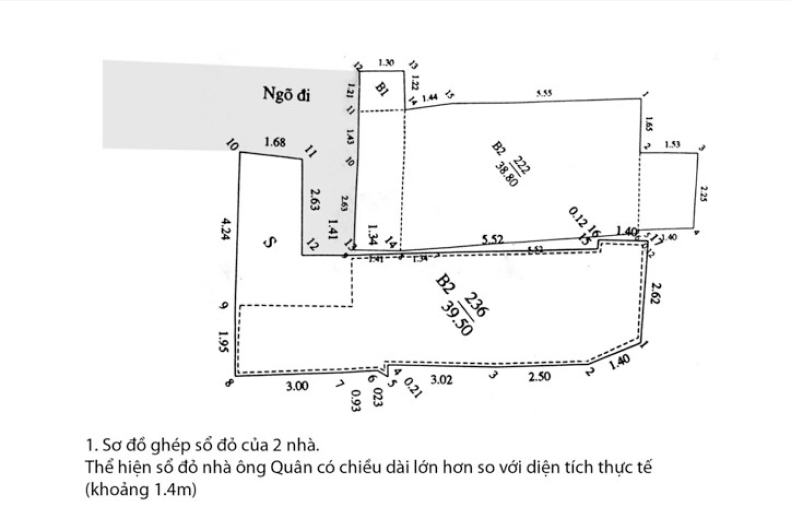 12 1.30 13
1.21 B1 1.22
Ngõ đi
11 14 1.44 15 5.55 1
10 1.68 11
1.43 10
1.65
2 1.53 3
B2 222
38.80
2.25
2.63 2.63
4.24 S
1.41 1.34 14
12 13
5.52 0.12 16 15 1.40 17 1.40 4
1.41 1.34 5.52 12
B2 236
39.50
2.62
9
1.95
8 3.00 7 0.93 6 023 5 4 0.21 3.02 3 2.50 2 1.40 1
1. Sơ đồ ghép sổ đỏ của 2 nhà.
Thể hiện sổ đỏ nhà ông Quân có chiều dài lớn hơn so với diện tích thực tế
(khoảng 1.4m)